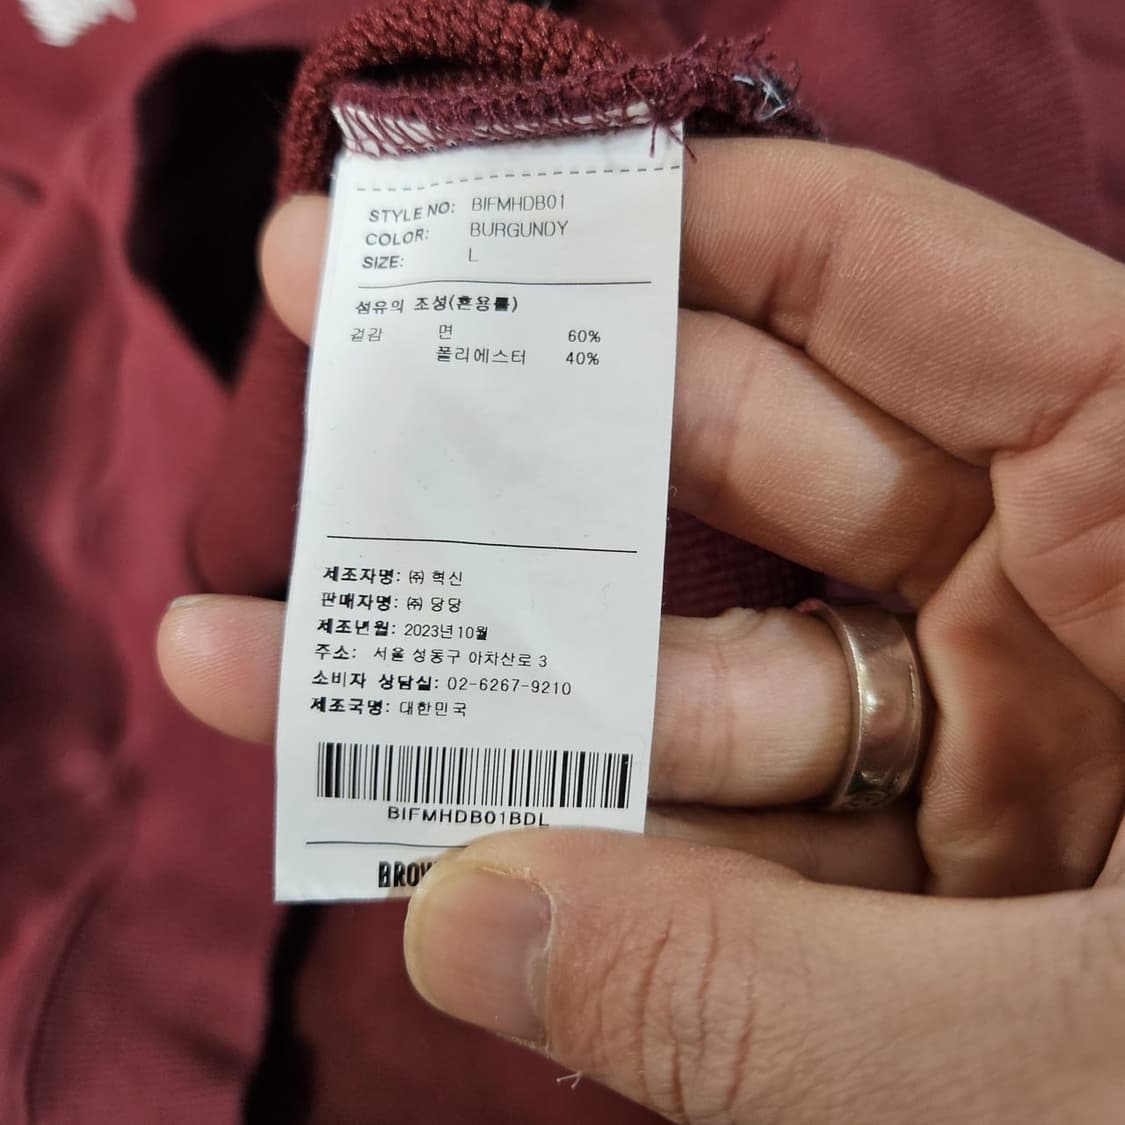 STYLE NO: BIFMHDB01
COLOR: BURGUNDY
SIZE: L
섬유의 조성(혼용률)
겉감 면 60%
폴리에스터 40%
제조자명: ㈜ 혁신
판매자명: ㈜ 당당
제조년월: 2023년10월
주소: 서울 성동구 아차산로 3
소비자 상담실: 02-6267-9210
제조국명: 대한민국
BIFMHDB01BDL